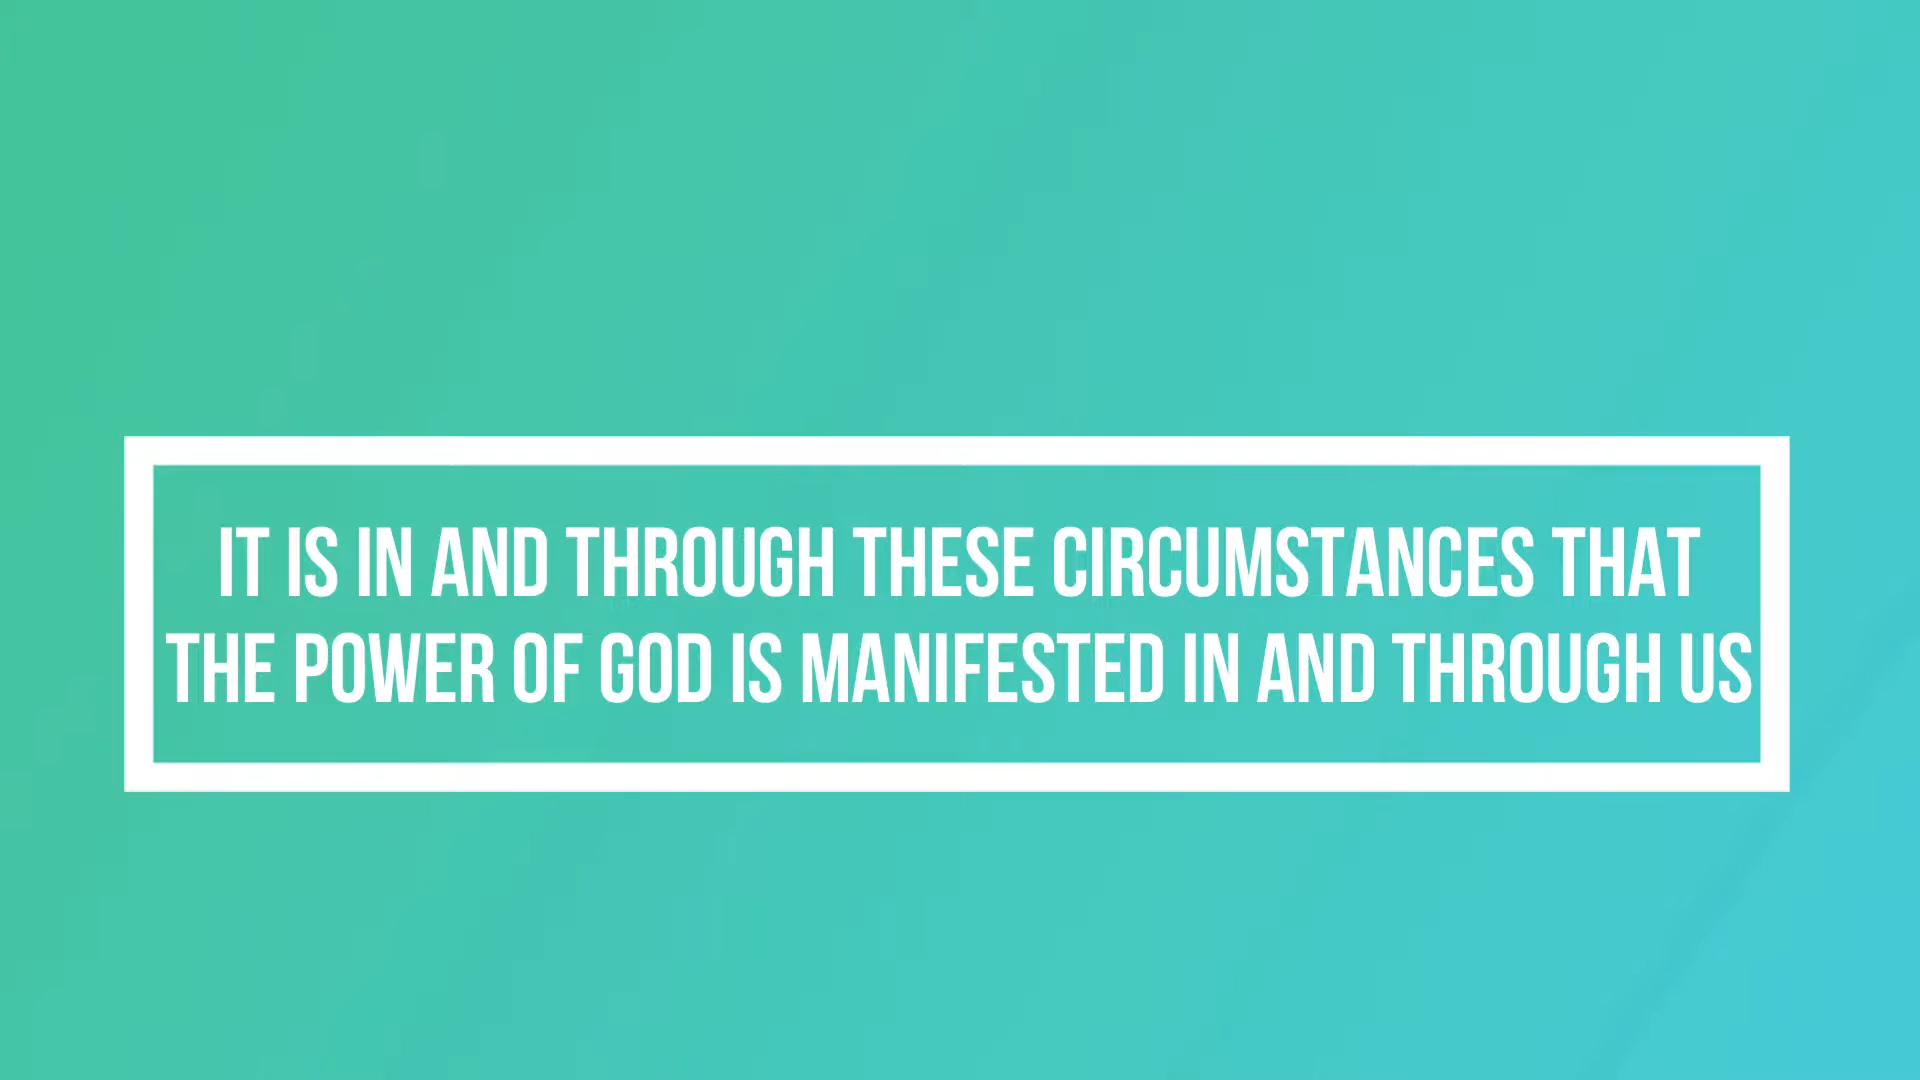 IT IS IN AND THROUGH THESE CIRCUMSTANCES THAT
THE POWER OF GOD IS MANIFESTED IN AND THROUGH US